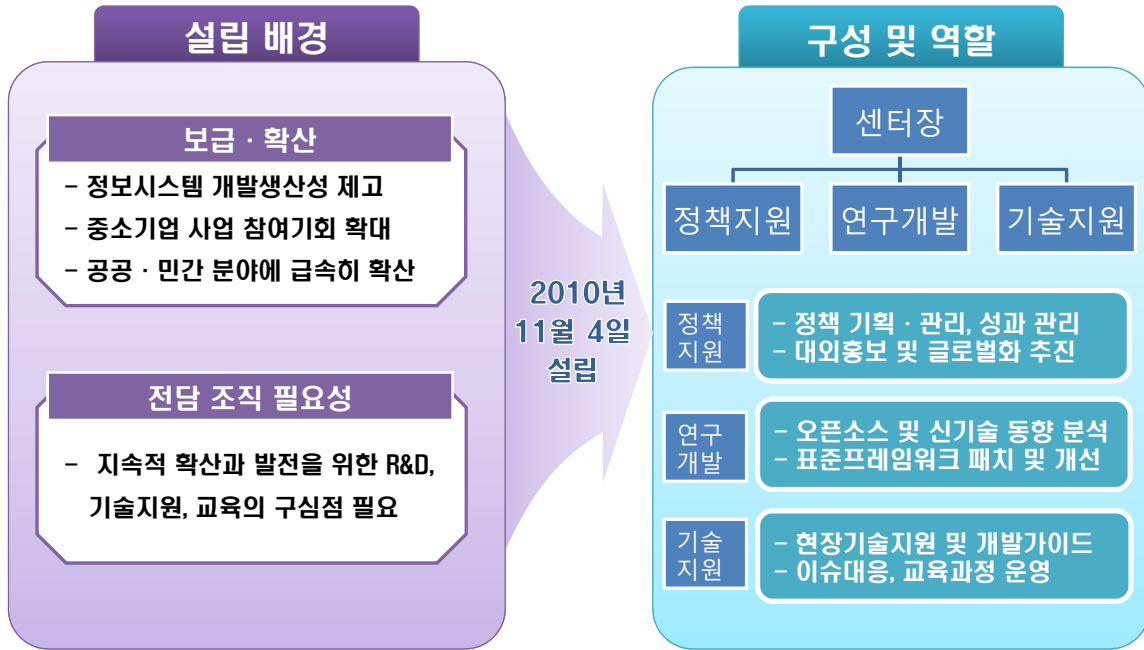 설립 배경
보급 · 확산
- 정보시스템 개발생산성 제고
- 중소기업 사업 참여기회 확대
- 공공 · 민간 분야에 급속히 확산
전담 조직 필요성
- 지속적 확산과 발전을 위한 R&D,
기술지원, 교육의 구심점 필요
2010년
11월 4일
설립
구성 및 역할
센터장
정책지원
연구개발
기술지원
정책
지원
- 정책 기획 · 관리, 성과 관리
- 대외홍보 및 글로벌화 추진
연구
개발
- 오픈소스 및 신기술 동향 분석
- 표준프레임워크 패치 및 개선
기술
지원
- 현장기술지원 및 개발가이드
- 이슈대응, 교육과정 운영